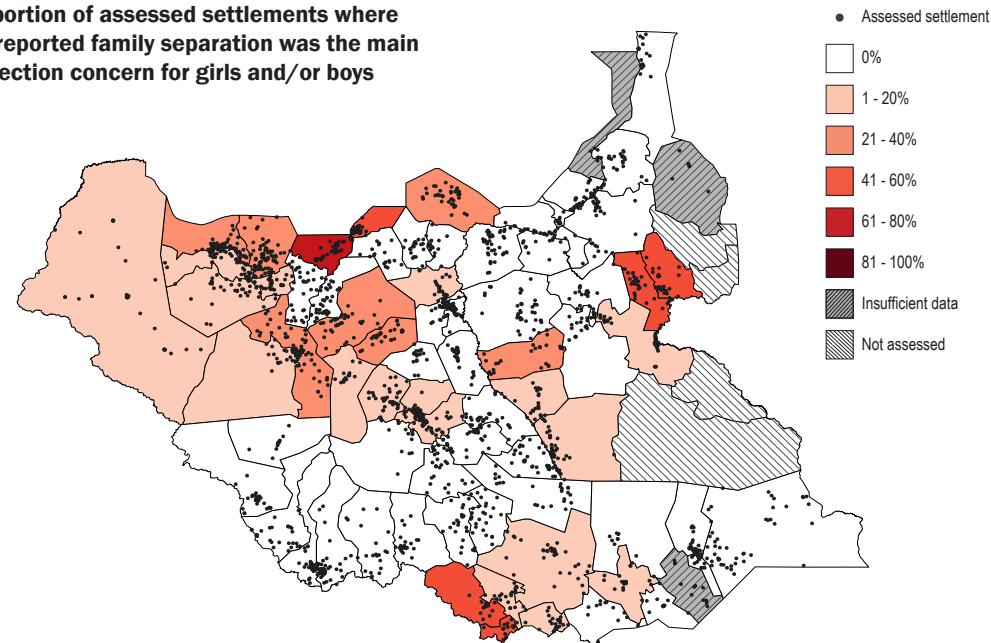 portion of assessed settlements where
reported family separation was the main
ection concern for girls and/or boys
Assessed settlement
0%
1 - 20%
21 - 40%
41 - 60%
61 - 80%
81 - 100%
Insufficient data
Not assessed